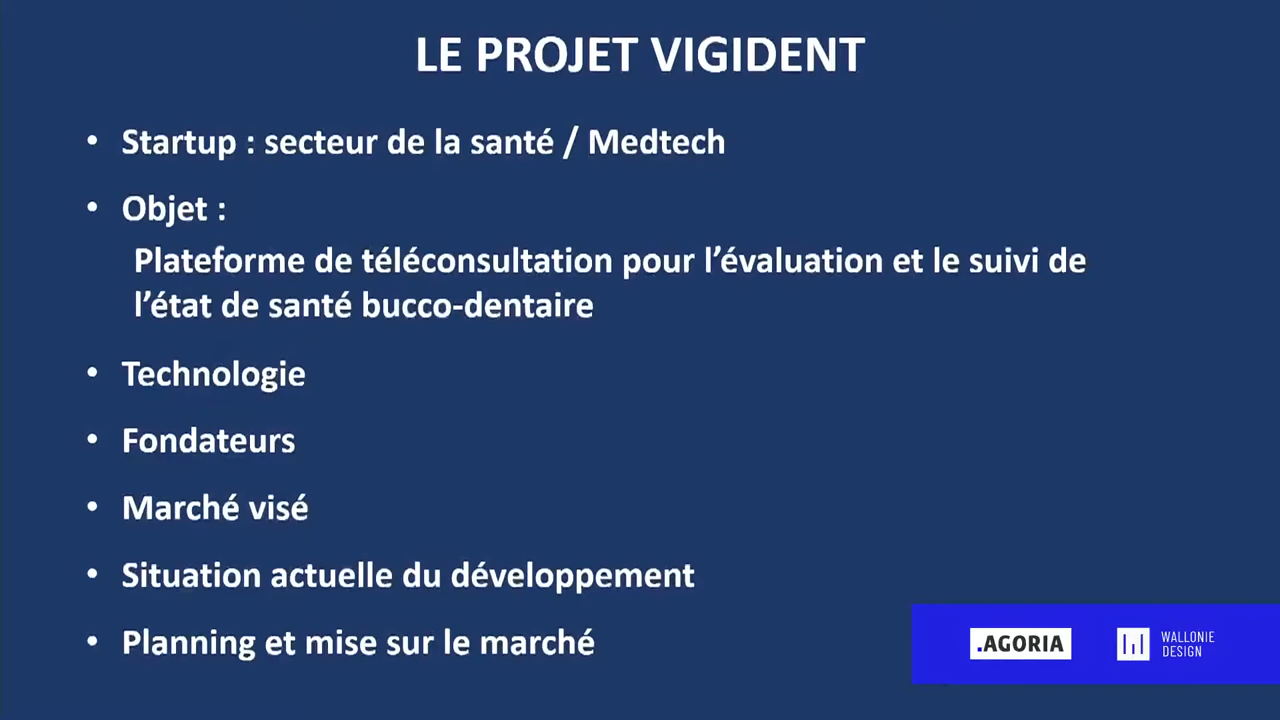 LE PROJET VIGIDENT
• Startup : secteur de la santé / Medtech
• Objet :
Plateforme de téléconsultation pour l’évaluation et le suivi de
l’état de santé bucco-dentaire
• Technologie
• Fondateurs
• Marché visé
• Situation actuelle du développement
• Planning et mise sur le marché
.AGORIA
WALLONIE
DESIGN